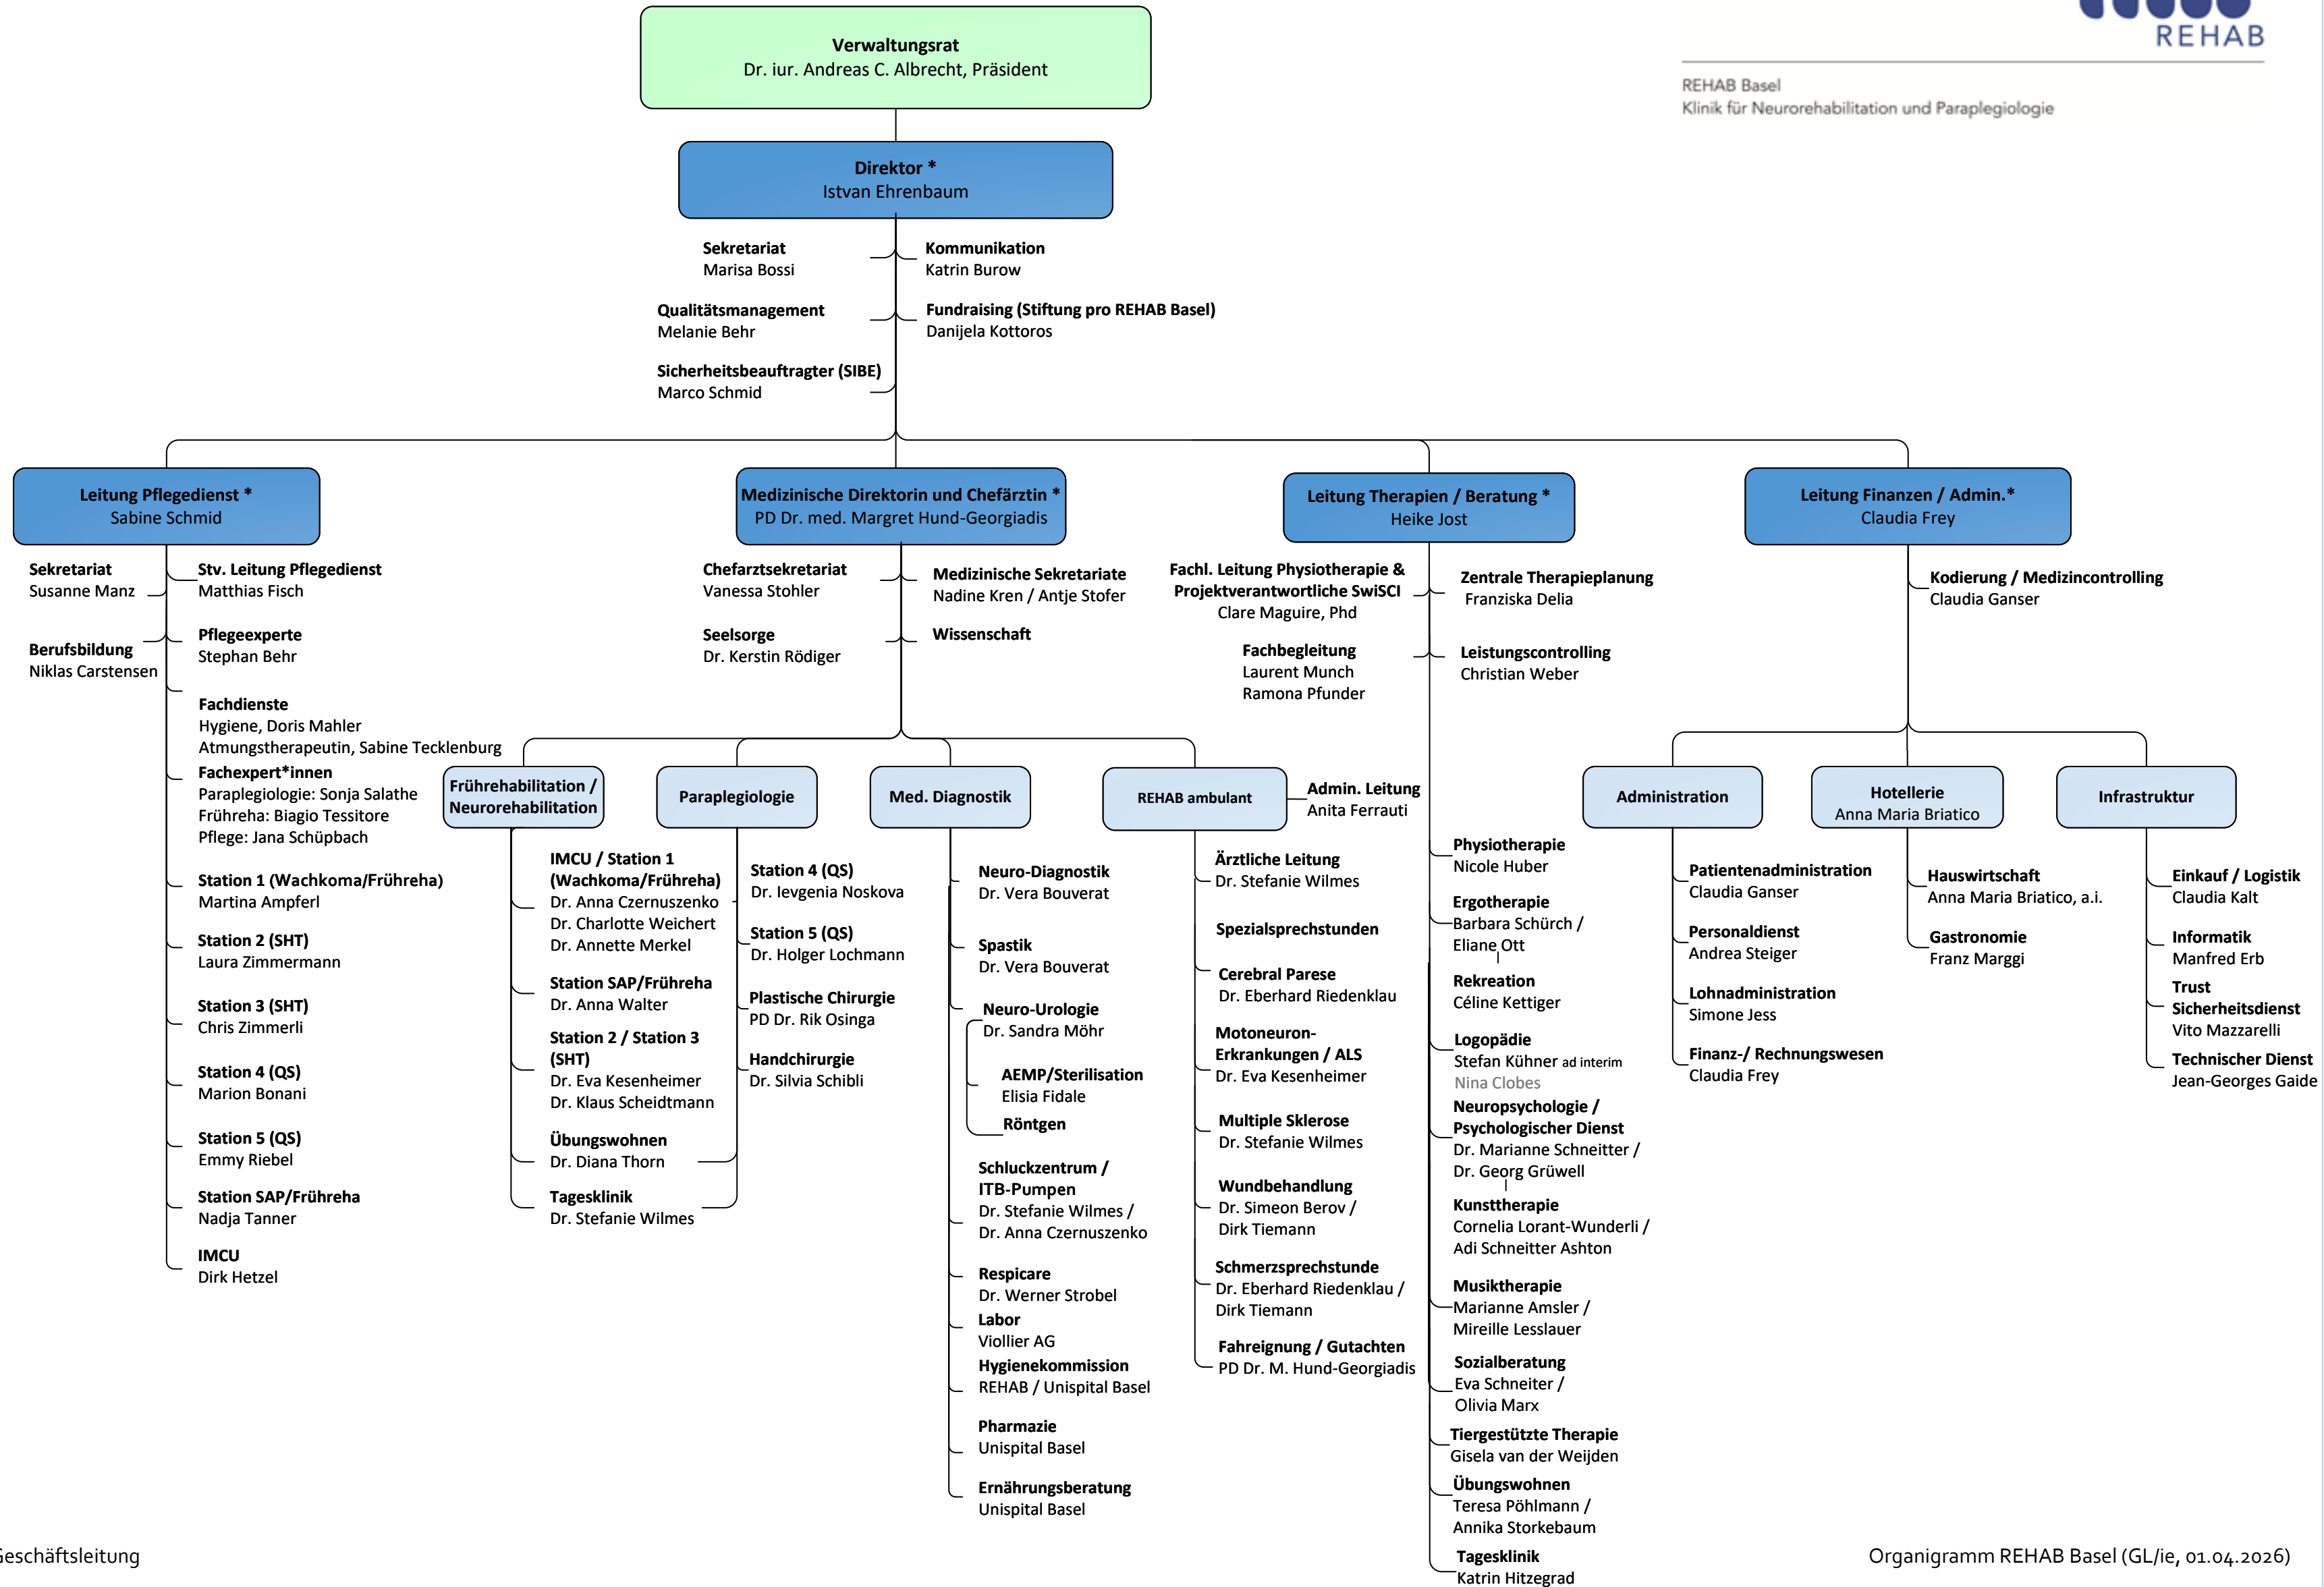 REHAB
REHAB Basel
Klinik für Neurorehabilitation und Paraplegiologie
Verwaltungsrat
Dr. iur. Andreas C. Albrecht, Präsident
Direktor *
Istvan Ehrenbaum
Sekretariat
Marisa Bossi
Kommunikation
Katrin Burow
Qualitätsmanagement
Melanie Behr
Fundraising (Stiftung pro REHAB Basel)
Danijela Kottoros
Sicherheitsbeauftragter (SIBE)
Marco Schmid
Leitung Pflegedienst *
Sabine Schmid
Sekretariat
Susanne Manz
Stv. Leitung Pflegedienst
Matthias Fisch
Berufsbildung
Niklas Carstensen
Pflegeexperte
Stephan Behr
Fachdienste
Hygiene, Doris Mahler
Atmungstherapeutin, Sabine Tecklenburg
Fachexpert*innen
Paraplegiologie: Sonja Salathe
Frühreha: Biagio Tessitore
Pflege: Jana Schüpbach
Station 1 (Wachkoma/Frühreha)
Martina Ampferl
Station 2 (SHT)
Laura Zimmermann
Station 3 (SHT)
Chris Zimmerli
Station 4 (QS)
Marion Bonani
Station 5 (QS)
Emmy Riebel
Station SAP/Frühreha
Nadja Tanner
IMCU
Dirk Hetzel
Medizinische Direktorin und Chefärztin *
PD Dr. med. Margret Hund-Georgiadis
Chefarztsekretariat
Vanessa Stohler
Medizinische Sekretariate
Nadine Kren / Antje Stofer
Seelsorge
Dr. Kerstin Rödiger
Wissenschaft
Frührehabilitation /
Neurorehabilitation
IMCU / Station 1
(Wachkoma/Frühreha)
Dr. Anna Czernuszenko
Dr. Charlotte Weichert
Dr. Annette Merkel
Station SAP/Frühreha
Dr. Anna Walter
Station 2 / Station 3
(SHT)
Dr. Eva Kesenheimer
Dr. Klaus Scheidtmann
Übungswohnen
Dr. Diana Thorn
Tagesklinik
Dr. Stefanie Wilmes
Paraplegiologie
Station 4 (QS)
Dr. Ievgenia Noskova
Station 5 (QS)
Dr. Holger Lochmann
Plastische Chirurgie
PD Dr. Rik Osinga
Handchirurgie
Dr. Silvia Schibli
Med. Diagnostik
Neuro-Diagnostik
Dr. Vera Bouverat
Spastik
Dr. Vera Bouverat
Neuro-Urologie
Dr. Sandra Möhr
AEMP/Sterilisation
Elisia Fidale
Röntgen
Schluckzentrum /
ITB-Pumpen
Dr. Stefanie Wilmes /
Dr. Anna Czernuszenko
Respicare
Dr. Werner Strobel
Labor
Viollier AG
Hygienekommission
REHAB / Unispital Basel
Pharmazie
Unispital Basel
Ernährungsberatung
Unispital Basel
REHAB ambulant
Admin. Leitung
Anita Ferrauti
Ärztliche Leitung
Dr. Stefanie Wilmes
Spezialsprechstunden
Cerebral Parese
Dr. Eberhard Riedenklau
Motoneuron-
Erkrankungen / ALS
Dr. Eva Kesenheimer
Multiple Sklerose
Dr. Stefanie Wilmes
Wundbehandlung
Dr. Simeon Berov /
Dirk Tiemann
Schmerzsprechstunde
Dr. Eberhard Riedenklau /
Dirk Tiemann
Fahreignung / Gutachten
PD Dr. M. Hund-Georgiadis
Leitung Therapien / Beratung *
Heike Jost
Fachl. Leitung Physiotherapie &
Projektverantwortliche SwiSCI
Clare Maguire, Phd
Zentrale Therapieplanung
Franziska Delia
Fachbegleitung
Laurent Munch
Ramona Pfunder
Leistungscontrolling
Christian Weber
Physiotherapie
Nicole Huber
Ergotherapie
Barbara Schürch /
Eliane Ott
Rekreation
Céline Kettiger
Logopädie
Stefan Kühner ad interim
Nina Clobes
Neuropsychologie /
Psychologischer Dienst
Dr. Marianne Schneitter /
Dr. Georg Grüwell
Kunsttherapie
Cornelia Lorant-Wunderli /
Adi Schneitter Ashton
Musiktherapie
Marianne Amsler /
Mireille Lesslauer
Sozialberatung
Eva Schneiter /
Olivia Marx
Tiergestützte Therapie
Gisela van der Weijden
Übungswohnen
Teresa Pöhlmann /
Annika Storkebaum
Tagesklinik
Katrin Hitzegrad
Leitung Finanzen / Admin.*
Claudia Frey
Kodierung / Medizincontrolling
Claudia Ganser
Administration
Patientenadministration
Claudia Ganser
Personaldienst
Andrea Steiger
Lohnadministration
Simone Jess
Finanz-/ Rechnungswesen
Claudia Frey
Hotellerie
Anna Maria Briatico
Hauswirtschaft
Anna Maria Briatico, a.i.
Gastronomie
Franz Marggi
Infrastruktur
Einkauf / Logistik
Claudia Kalt
Informatik
Manfred Erb
Trust
Sicherheitsdienst
Vito Mazzarelli
Technischer Dienst
Jean-Georges Gaide
Geschäftsleitung
Organigramm REHAB Basel (GL/ie, 01.04.2026)